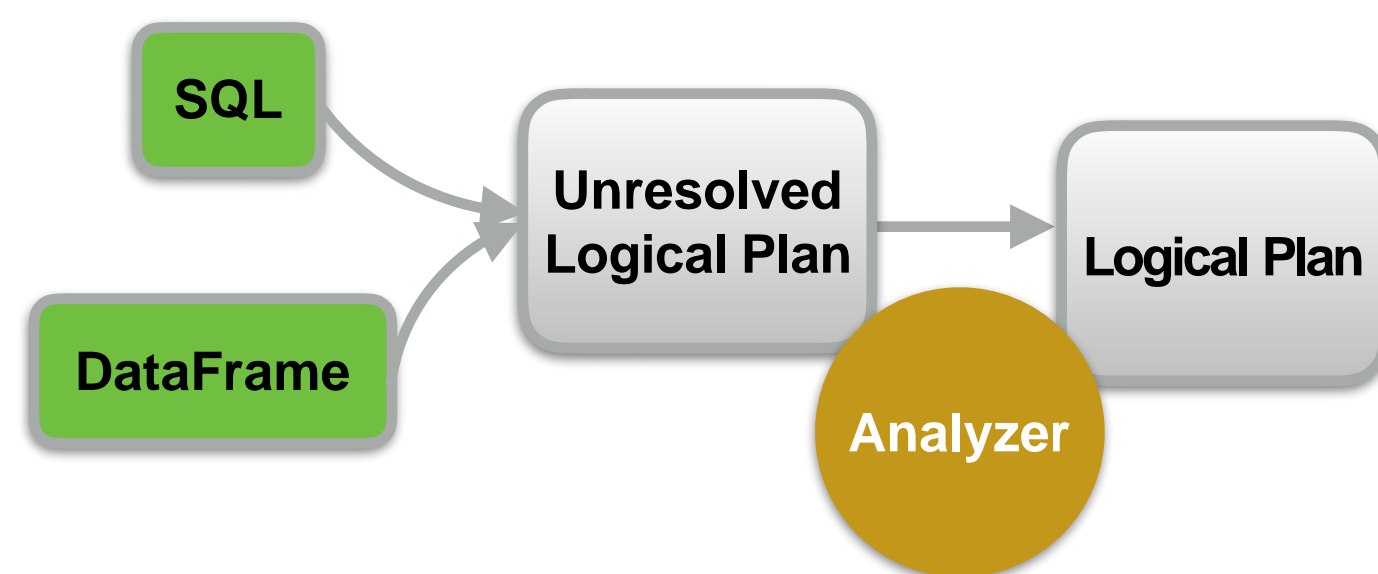 SQL
DataFrame
Unresolved
Logical Plan
Logical Plan
Analyzer